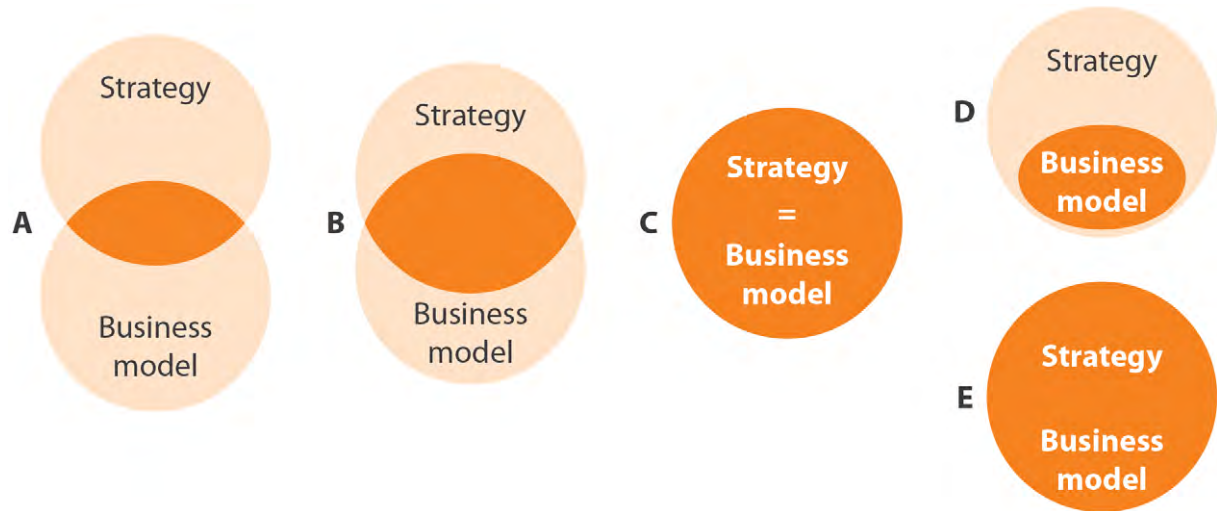 A
Strategy
Business
model
B
Strategy
Business
model
C
Strategy
=
Business
model
D
Strategy
Business
model
E
Strategy
Business
model